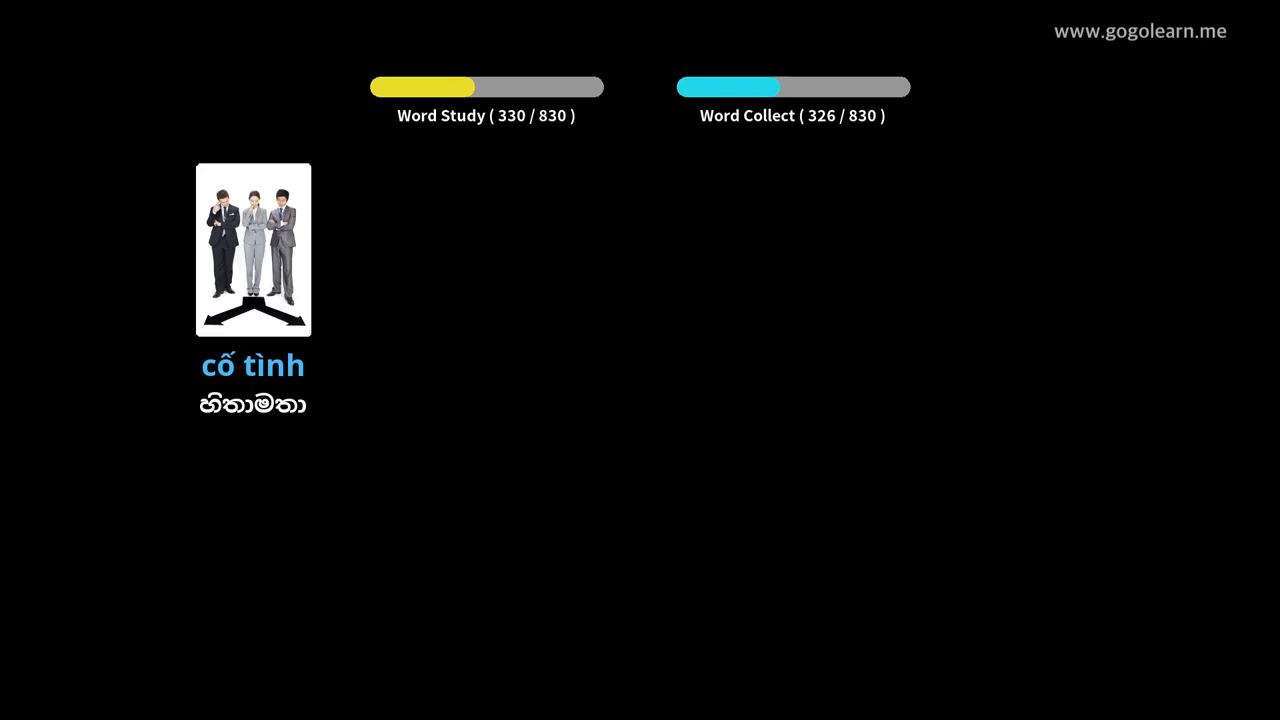 www.gogolearn.me
Word Study ( 330 / 830 )
Word Collect ( 326 / 830 )
cố tình
හිතාමතා